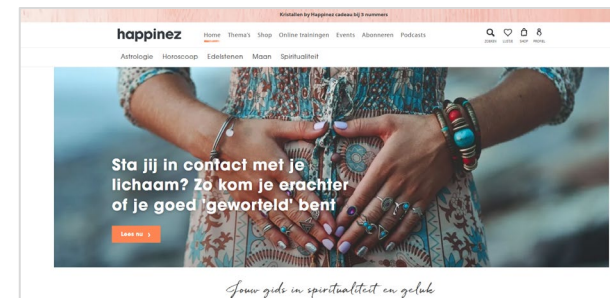 Kristallen by Happinez cadeau bij 3 nummers
happinez
Home Thema's Shop Online trainingen Events Abonneren Podcasts
ZOEKEN LIEFDE SHOP PROFIEL
Astrologie Horoscoop Edelstenen Maan Spiritualiteit
Sta jij in contact met je
lichaam? Zo kom je erachter
of je goed 'geworteld' bent
Lees nu
Jouw gids in spiritualiteit en geluk